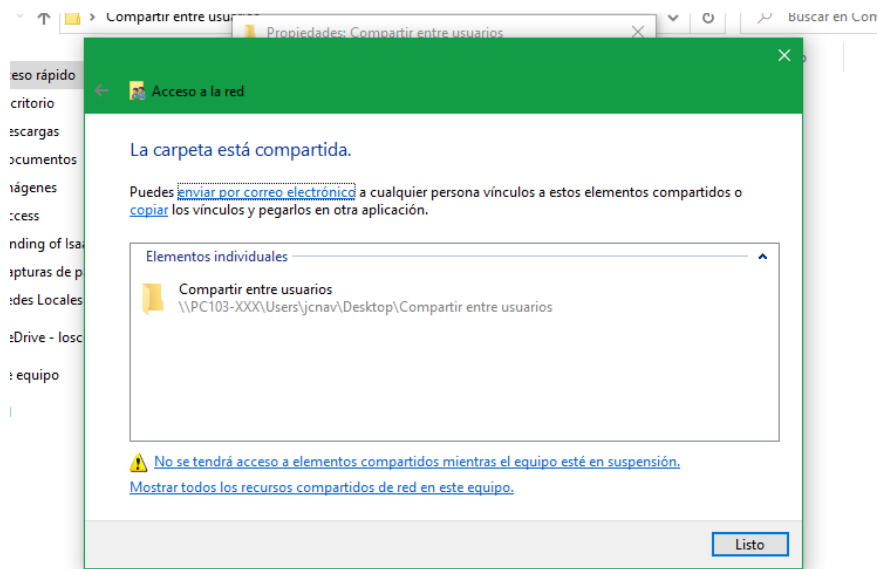 Compartir entre usuarios
Buscar en Com
Propiedades: Compartir entre usuarios
Acceso a la red
eso rápido
critorio
escargas
ocumentos
nágenes
ccess
nding of Isaa
apturas de p
edes Locales
eDrive - losc
e equipo
La carpeta está compartida.
Puedes enviar por correo electrónico a cualquier persona vínculos a estos elementos compartidos o
copiar los vínculos y pegarlos en otra aplicación.
Elementos individuales
Compartir entre usuarios
\\PC103-XXX\Users\jcnav\Desktop\Compartir entre usuarios
No se tendrá acceso a elementos compartidos mientras el equipo esté en suspensión.
Mostrar todos los recursos compartidos de red en este equipo.
Listo